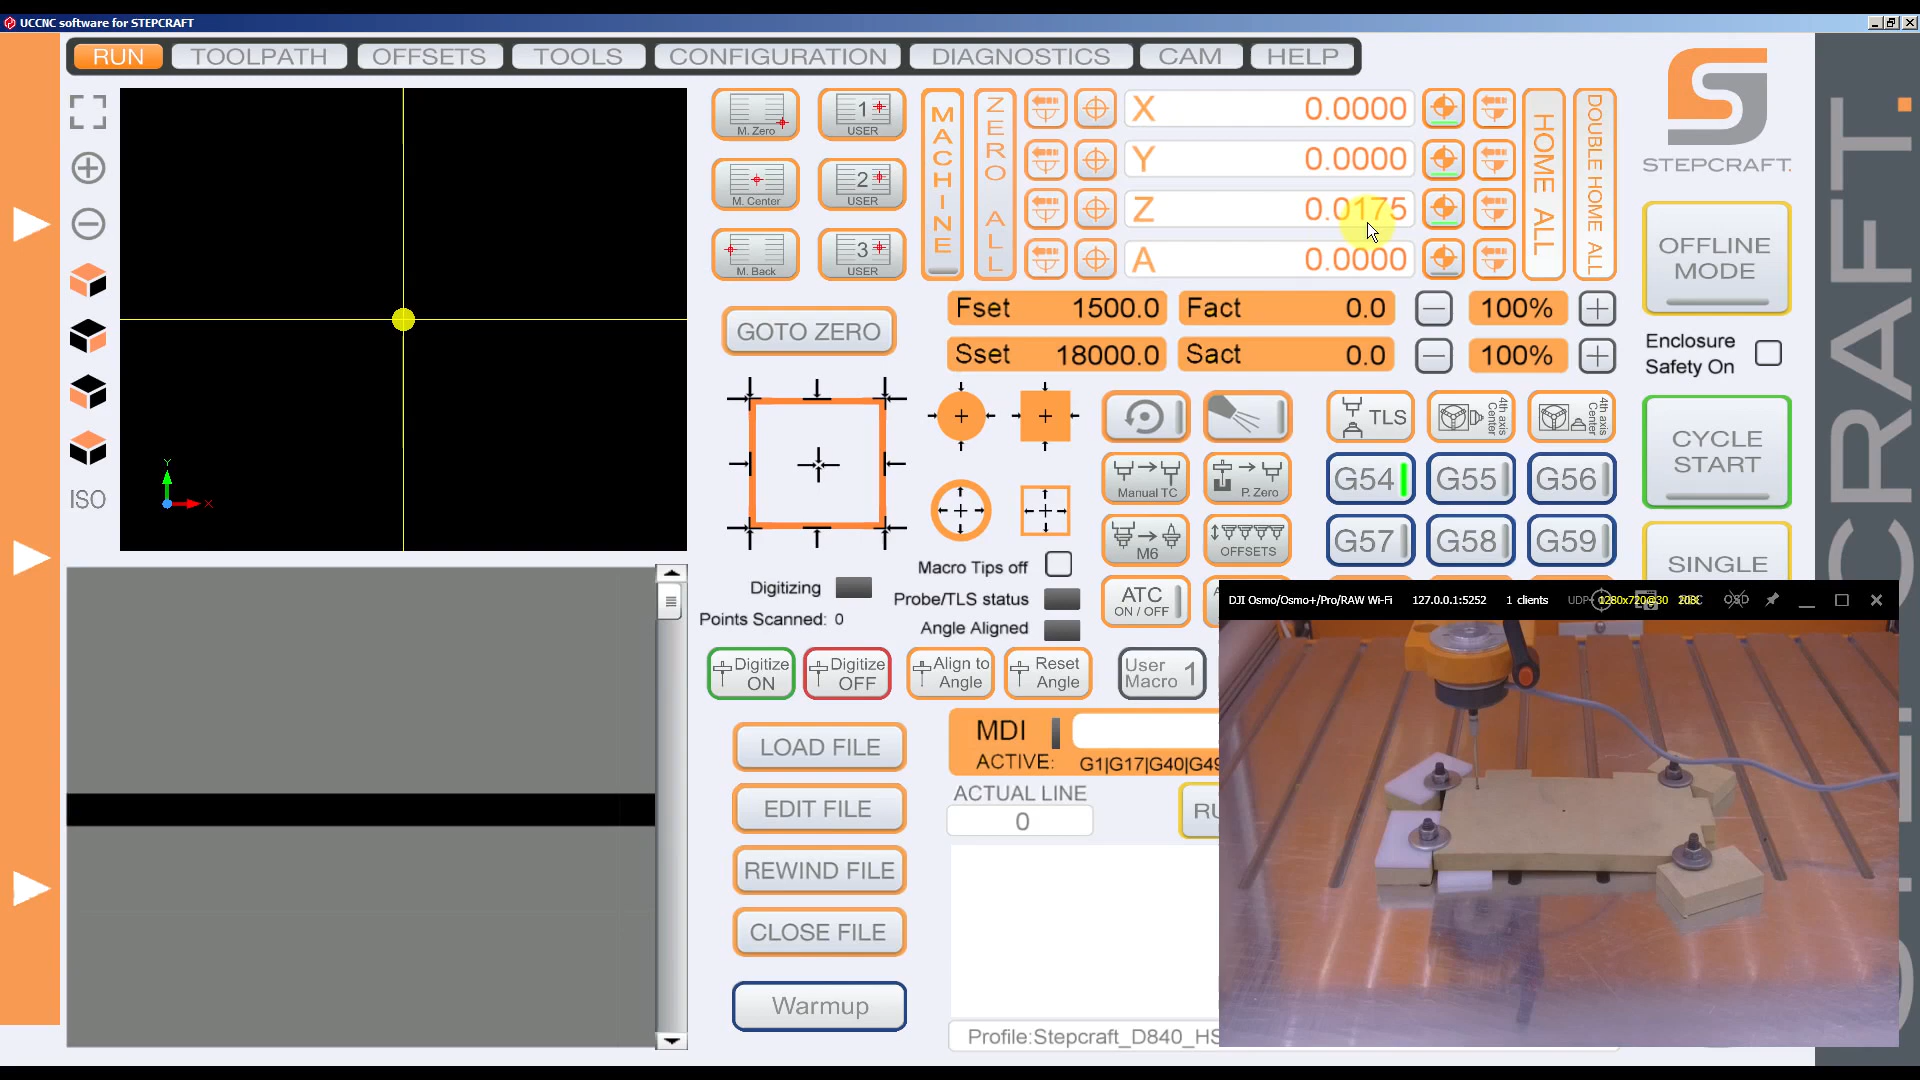 UCCNC software for STEPCRAFT
RUN TOOLPATH OFFSETS TOOLS CONFIGURATION DIAGNOSTICS CAM HELP
M. Zero
1
USER
M. Center
2
USER
M. Back
3
USER
MACHINE
ZERO ALL
X 0.0000
Y 0.0000
Z 0.0175
A 0.0000
HOME ALL
DOUBLE HOME ALL
STEPCRAFT.
OFFLINE
MODE
Enclosure
Safety On
CYCLE
START
SINGLE
GOTO ZERO
Fset 1500.0 Fact 0.0 100%
Sset 18000.0 Sact 0.0 100%
TLS
4th axis
Center
4th axis
Center
Manual TC
P. Zero
G54 G55 G56
M6
OFFSETS
G57 G58 G59
ATC
ON / OFF
Y
X
ISO
Macro Tips off
Digitizing
Probe/TLS status
Points Scanned: 0
Angle Aligned
Digitize
ON
Digitize
OFF
Align to
Angle
Reset
Angle
User
Macro 1
LOAD FILE
EDIT FILE
REWIND FILE
CLOSE FILE
Warmup
MDI
ACTIVE: G1|G17|G40|G49
ACTUAL LINE
0
RU
Profile:Stepcraft_D840_HS
DJI Osmo/Osmo+/Pro/RAW Wi-Fi 127.0.0.1:5252 1 clients UDP 1280x720@30 OSD